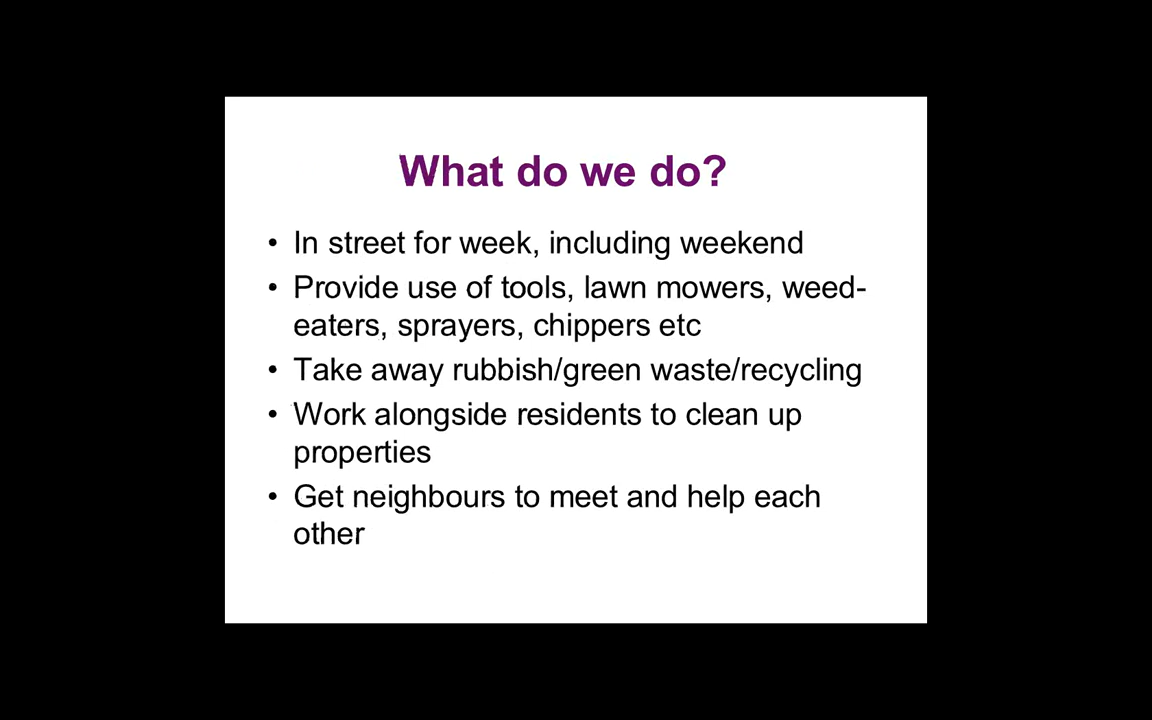 What do we do?
• In street for week, including weekend
• Provide use of tools, lawn mowers, weed-
eaters, sprayers, chippers etc
• Take away rubbish/green waste/recycling
• Work alongside residents to clean up
properties
• Get neighbours to meet and help each
other